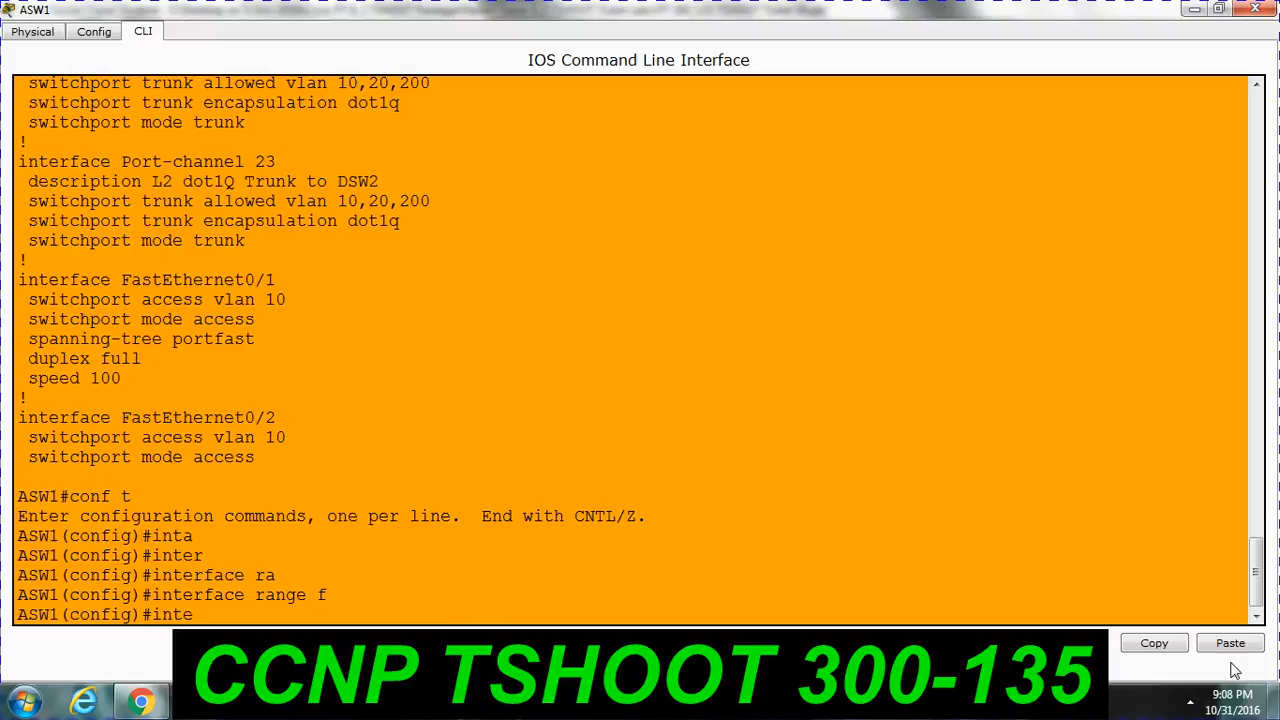 ASW1
Physical
Config
CLI
IOS Command Line Interface
switchport trunk allowed vlan 10,20,200
switchport trunk encapsulation dot1q
switchport mode trunk
!
interface Port-channel 23
description L2 dot1Q Trunk to DSW2
switchport trunk allowed vlan 10,20,200
switchport trunk encapsulation dot1q
switchport mode trunk
!
interface FastEthernet0/1
switchport access vlan 10
switchport mode access
spanning-tree portfast
duplex full
speed 100
!
interface FastEthernet0/2
switchport access vlan 10
switchport mode access
ASW1#conf t
Enter configuration commands, one per line.  End with CNTL/Z.
ASW1(config)#inta
ASW1(config)#inter
ASW1(config)#interface ra
ASW1(config)#interface range f
ASW1(config)#inte
Copy
Paste
CCNP TSHOOT 300-135
9:08 PM
10/31/2016